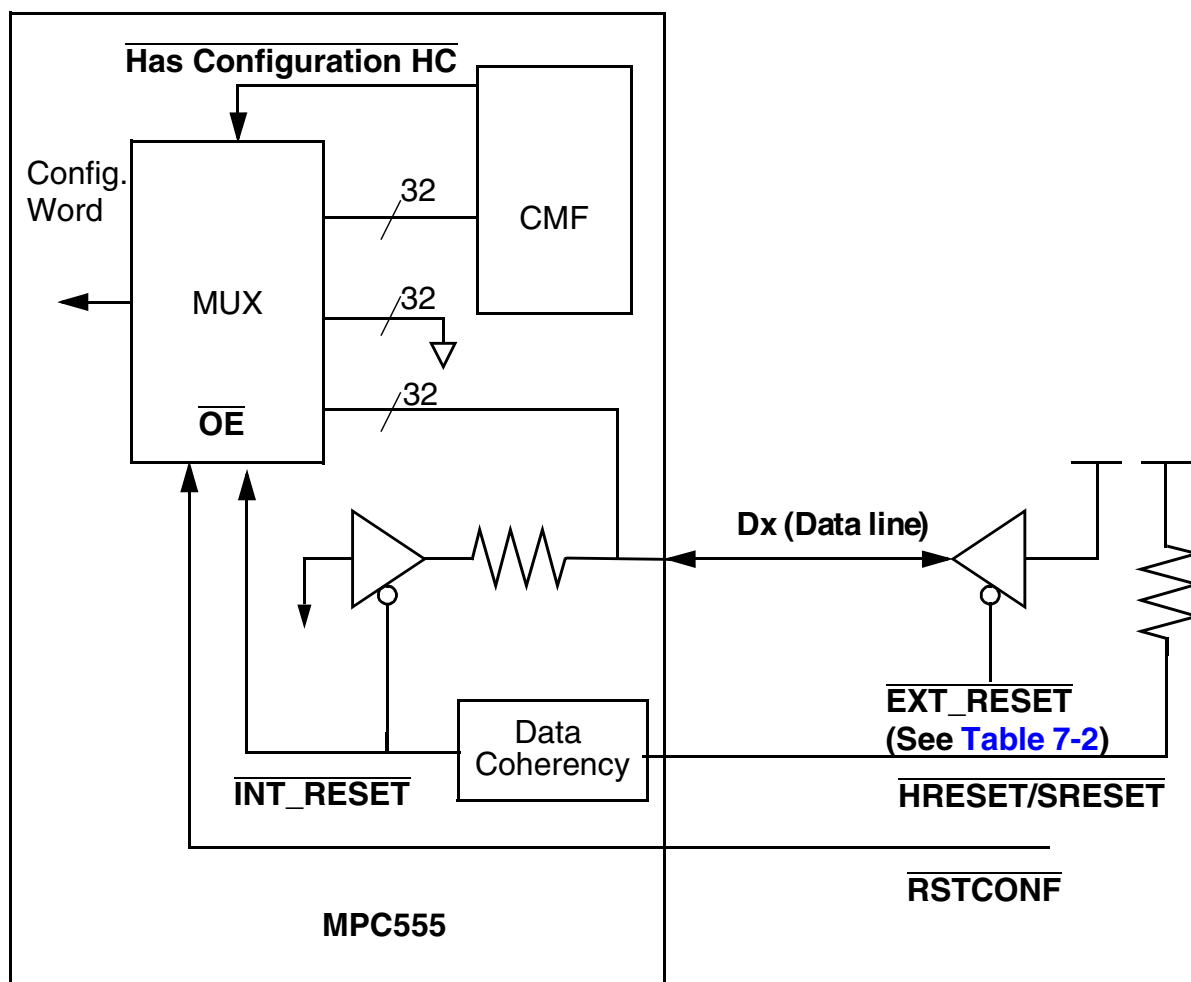 Has Configuration HC
Config.
Word
32
CMF
MUX
32
32
OE
Dx (Data line)
EXT_RESET
(See Table 7-2)
Data
Coherency
INT_RESET
HRESET/SRESET
RSTCONF
MPC555